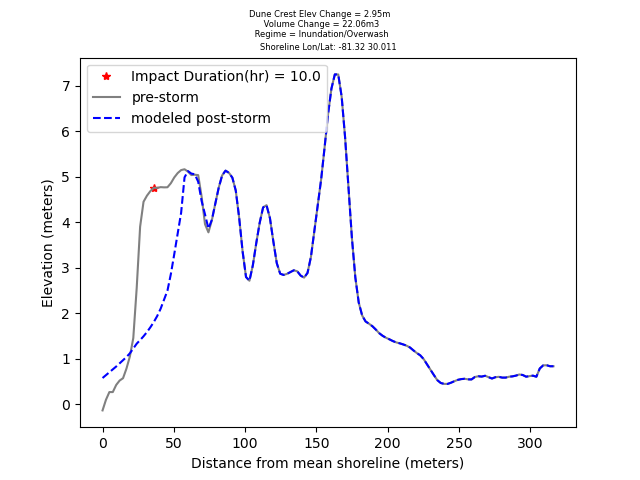 Dune Crest Elev Change = 2.95m
Volume Change = 22.06m3
Regime = Inundation/Overwash
Shoreline Lon/Lat: -81.32 30.011
Impact Duration(hr) = 10.0
pre-storm
modeled post-storm
Elevation (meters)
7
6
5
4
3
2
1
0
0 50 100 150 200 250 300
Distance from mean shoreline (meters)